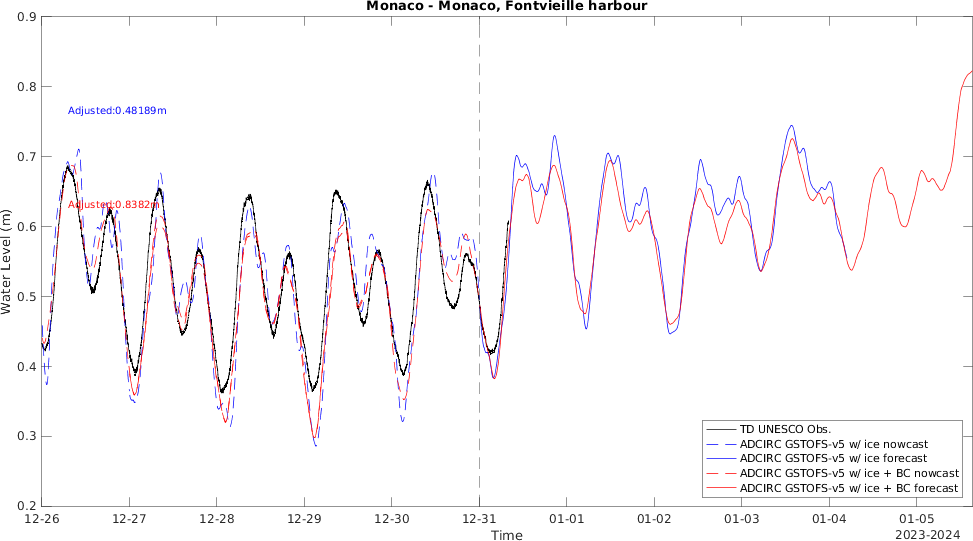 Monaco - Monaco, Fontvieille harbour
0.9
0.8
0.7
0.6
0.5
0.4
0.3
0.2
Water Level (m)
Adjusted:0.48189m
Adjusted:0.8382m
TD UNESCO Obs.
ADCIRC GSTOFS-v5 w/ ice nowcast
ADCIRC GSTOFS-v5 w/ ice forecast
ADCIRC GSTOFS-v5 w/ ice + BC nowcast
ADCIRC GSTOFS-v5 w/ ice + BC forecast
12-26 12-27 12-28 12-29 12-30 12-31 01-01 01-02 01-03 01-04 01-05
Time
2023-2024